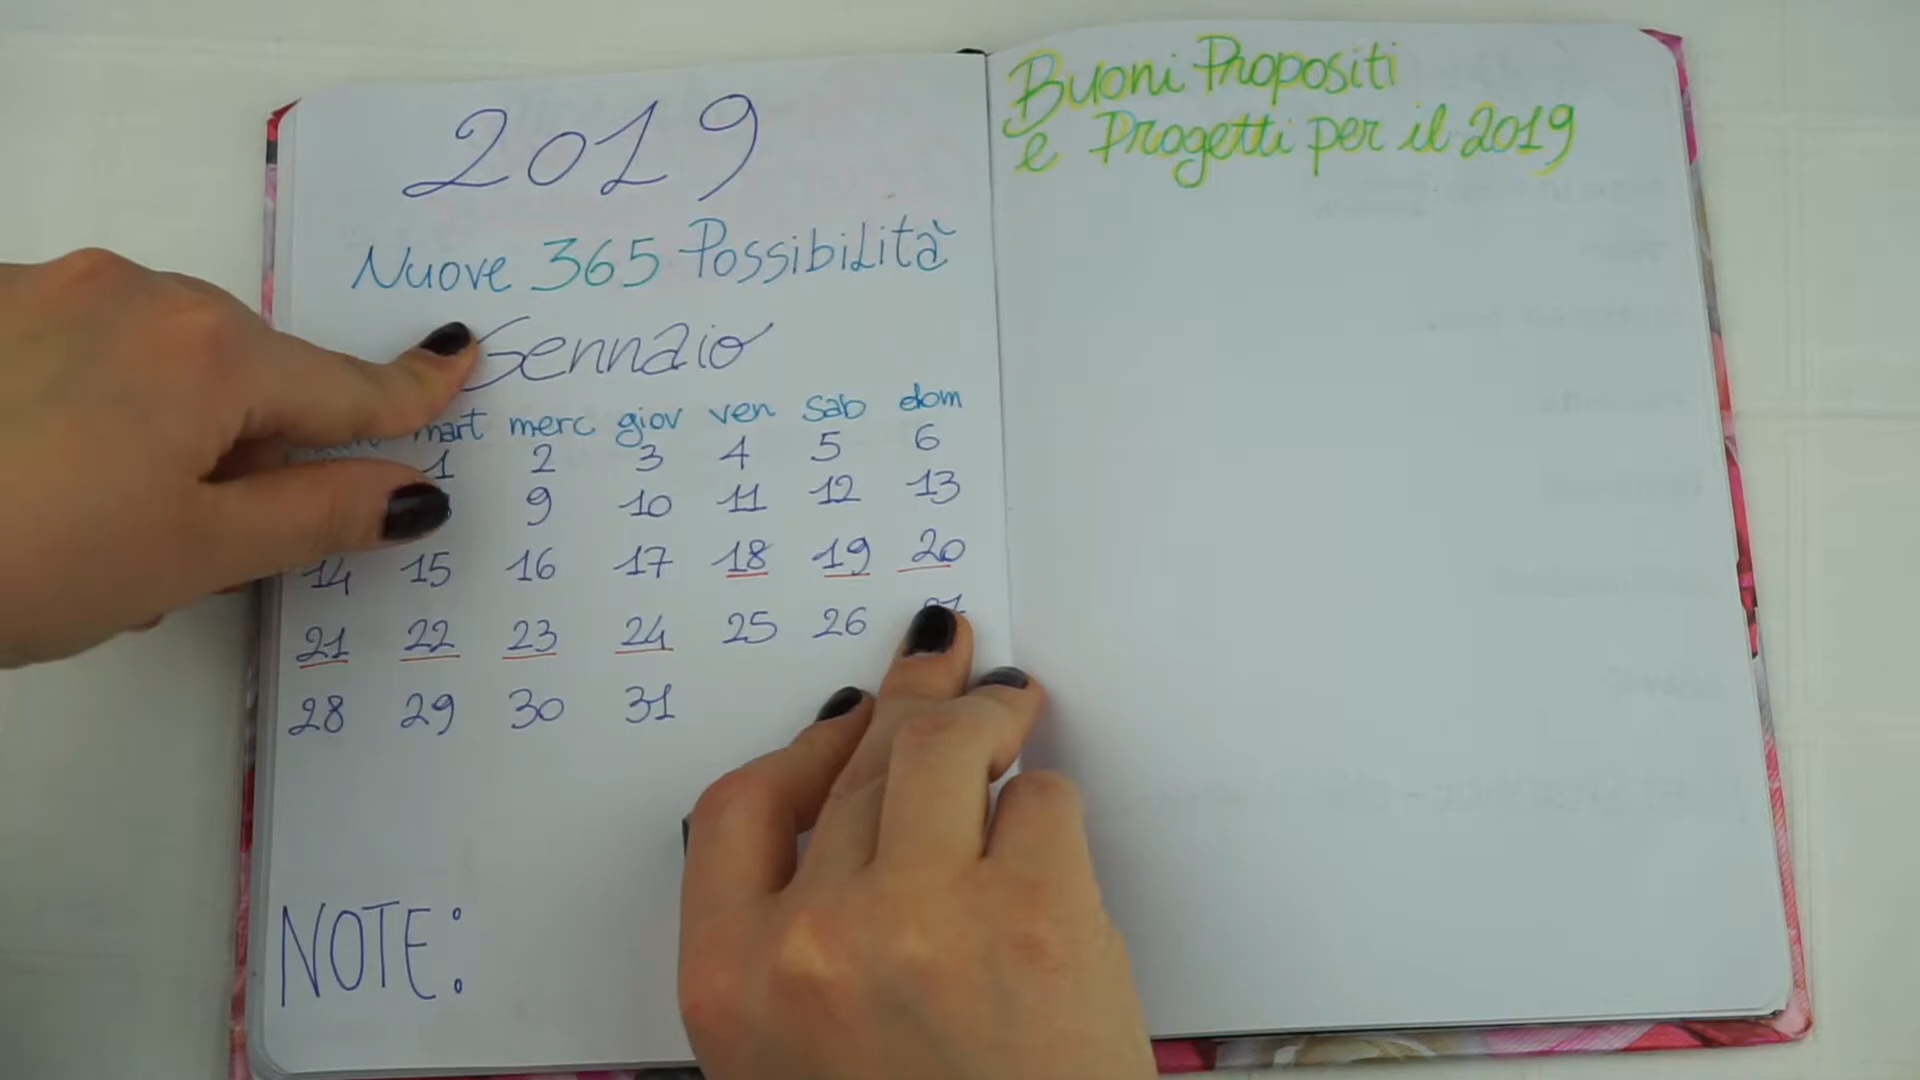 2019
Nuove 365 Possibilità
Gennaio
mart merc giov ven sab dom
1 2 3 4 5 6
9 10 11 12 13
14 15 16 17 18 19 20
21 22 23 24 25 26
28 29 30 31
NOTE:
Buoni Propositi
e Progetti per il 2019